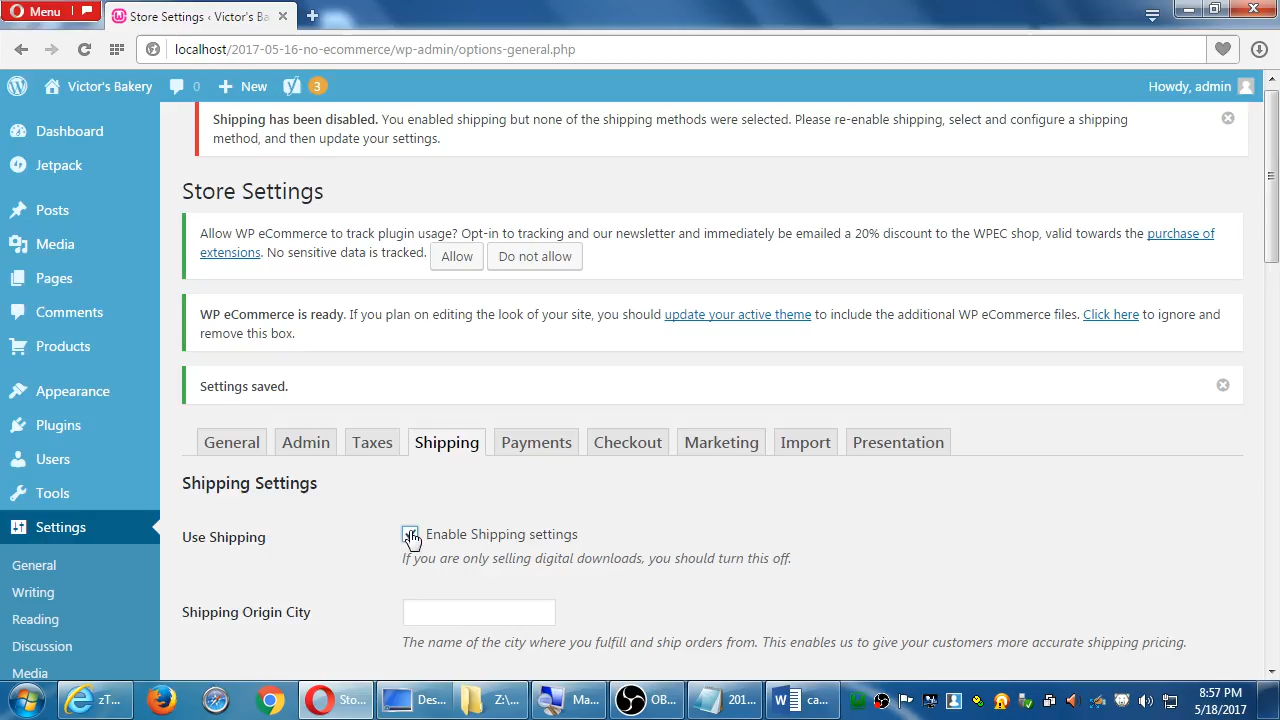 Menu
Store Settings ‹ Victor's Ba
localhost/2017-05-16-no-ecommerce/wp-admin/options-general.php
Victor's Bakery
0
New
3
Howdy, admin
Dashboard
Jetpack
Posts
Media
Pages
Comments
Products
Appearance
Plugins
Users
Tools
Settings
General
Writing
Reading
Discussion
Media
Shipping has been disabled. You enabled shipping but none of the shipping methods were selected. Please re-enable shipping, select and configure a shipping
method, and then update your settings.
Store Settings
Allow WP eCommerce to track plugin usage? Opt-in to tracking and our newsletter and immediately be emailed a 20% discount to the WPEC shop, valid towards the purchase of
extensions. No sensitive data is tracked. Allow Do not allow
WP eCommerce is ready. If you plan on editing the look of your site, you should update your active theme to include the additional WP eCommerce files. Click here to ignore and
remove this box.
Settings saved.
General Admin Taxes Shipping Payments Checkout Marketing Import Presentation
Shipping Settings
Use Shipping
Enable Shipping settings
If you are only selling digital downloads, you should turn this off.
Shipping Origin City
The name of the city where you fulfill and ship orders from. This enables us to give your customers more accurate shipping pricing.
zT... Sto... Des... Z:\... Ma... OB... 201... ca...
8:57 PM
5/18/2017